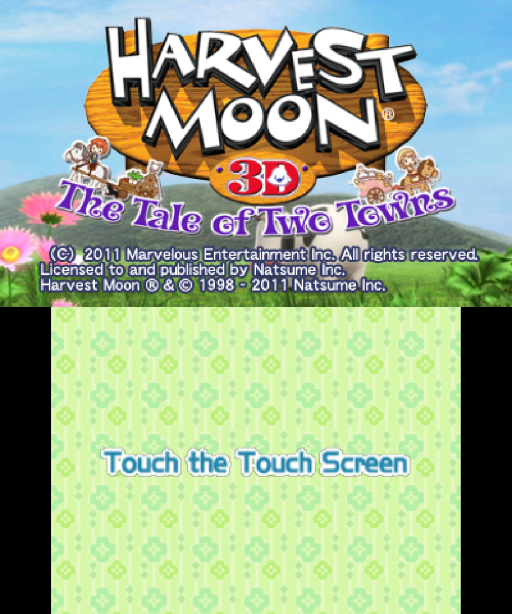 HARVEST
MOON®
3D
The Tale of Two Towns
(C) 2011 Marvelous Entertainment Inc. All rights reserved.
Licensed to and published by Natsume Inc.
Harvest Moon ® & © 1998 - 2011 Natsume Inc.
Touch the Touch Screen